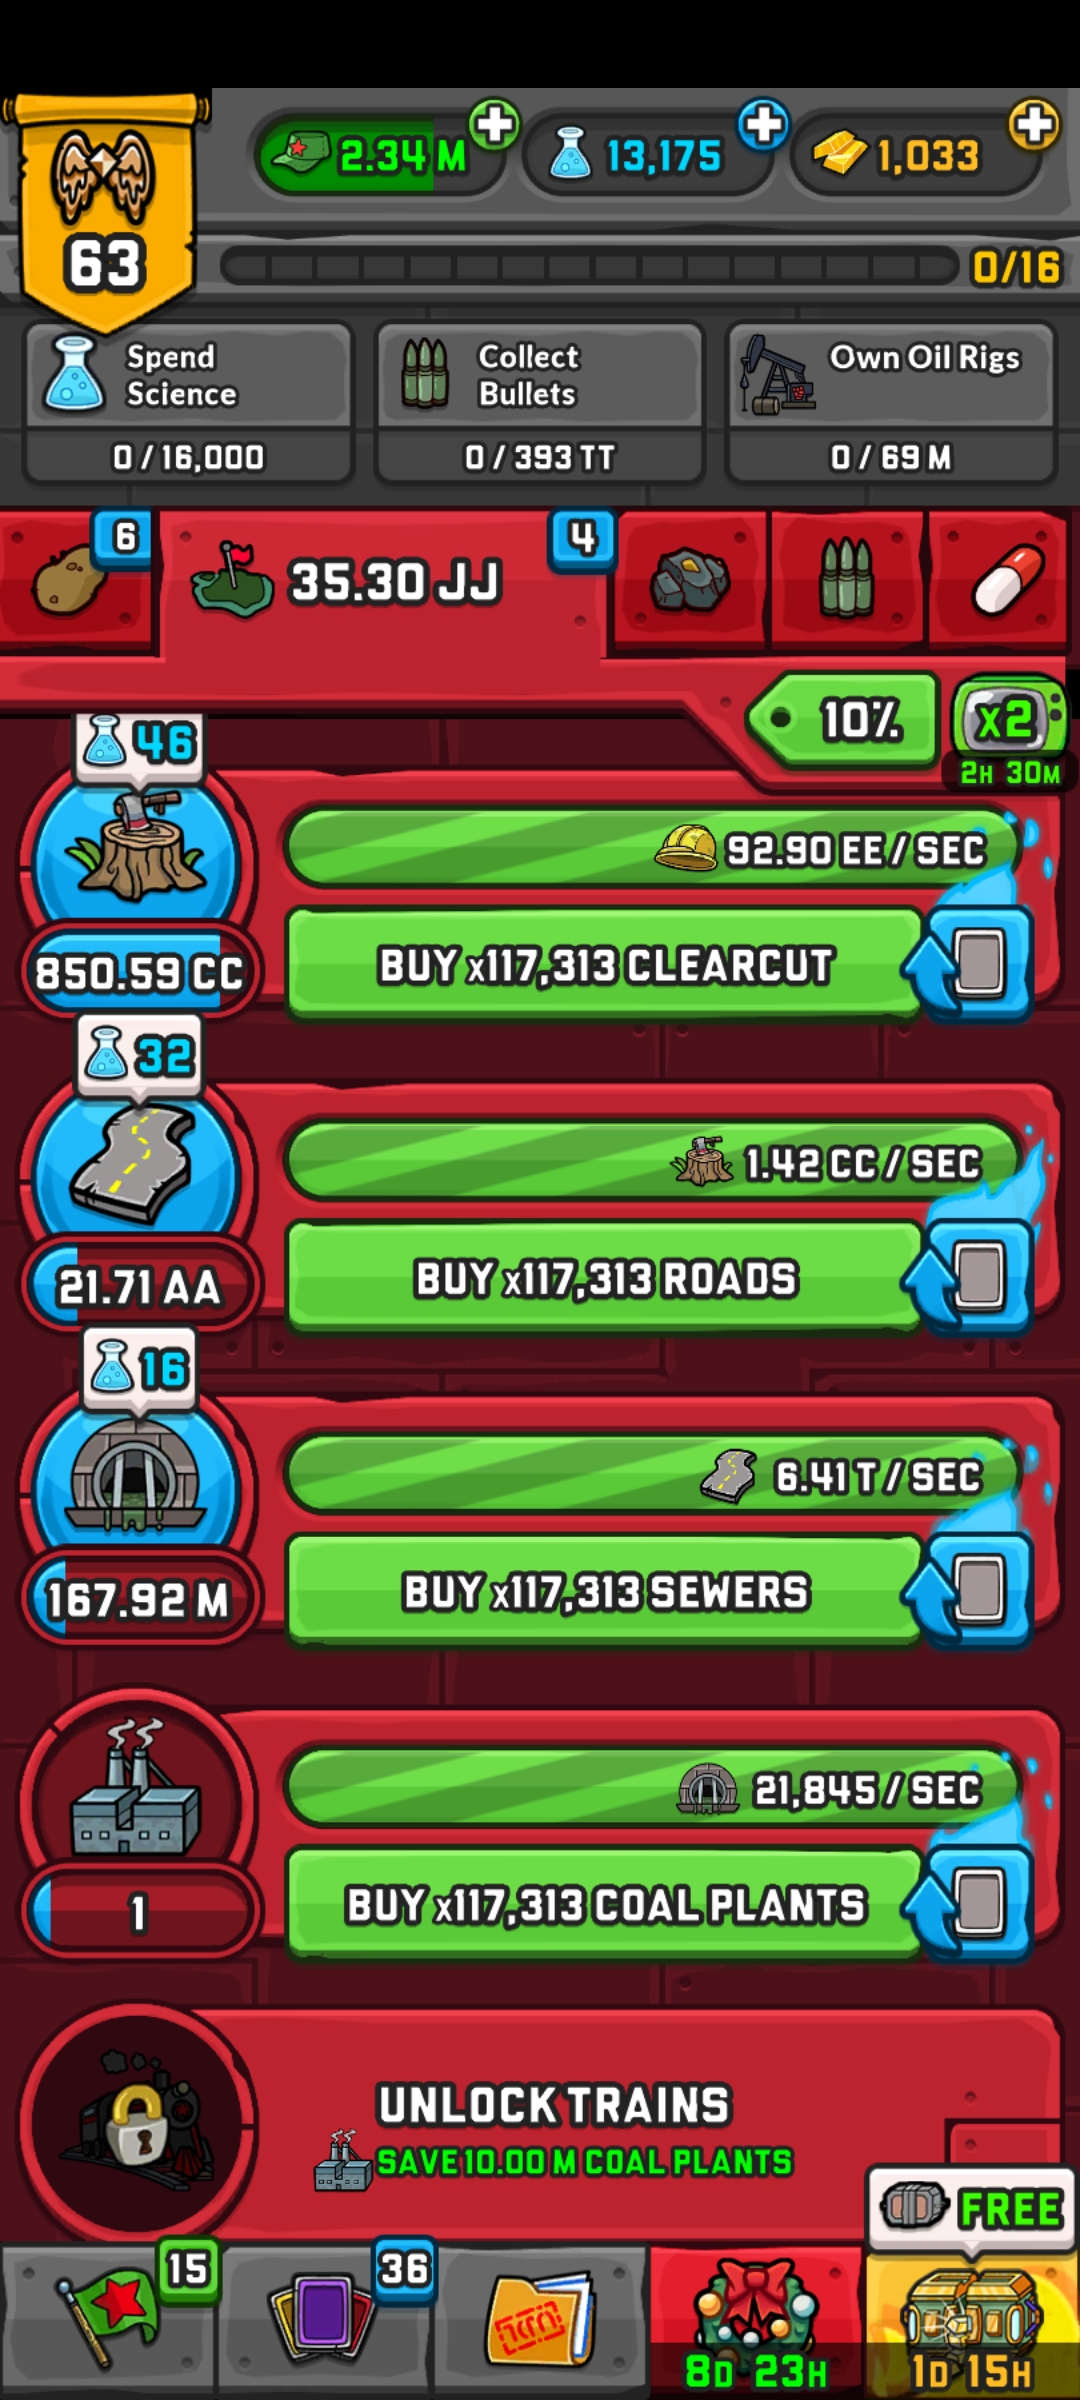 2.34 M
13,175
1,033
63
0/16
Spend
Science
0 / 16,000
Collect
Bullets
0 / 393 TT
Own Oil Rigs
0 / 69 M
6
35.30 JJ
4
10%
x2
2H 30M
46
92.90 EE / SEC
850.59 CC
BUY x117,313 CLEARCUT
32
1.42 CC / SEC
21.71 AA
BUY x117,313 ROADS
16
6.41 T / SEC
167.92 M
BUY x117,313 SEWERS
21,845 / SEC
1
BUY x117,313 COAL PLANTS
UNLOCK TRAINS
SAVE 10.00 M COAL PLANTS
FREE
15
36
8D 23H
1D 15H